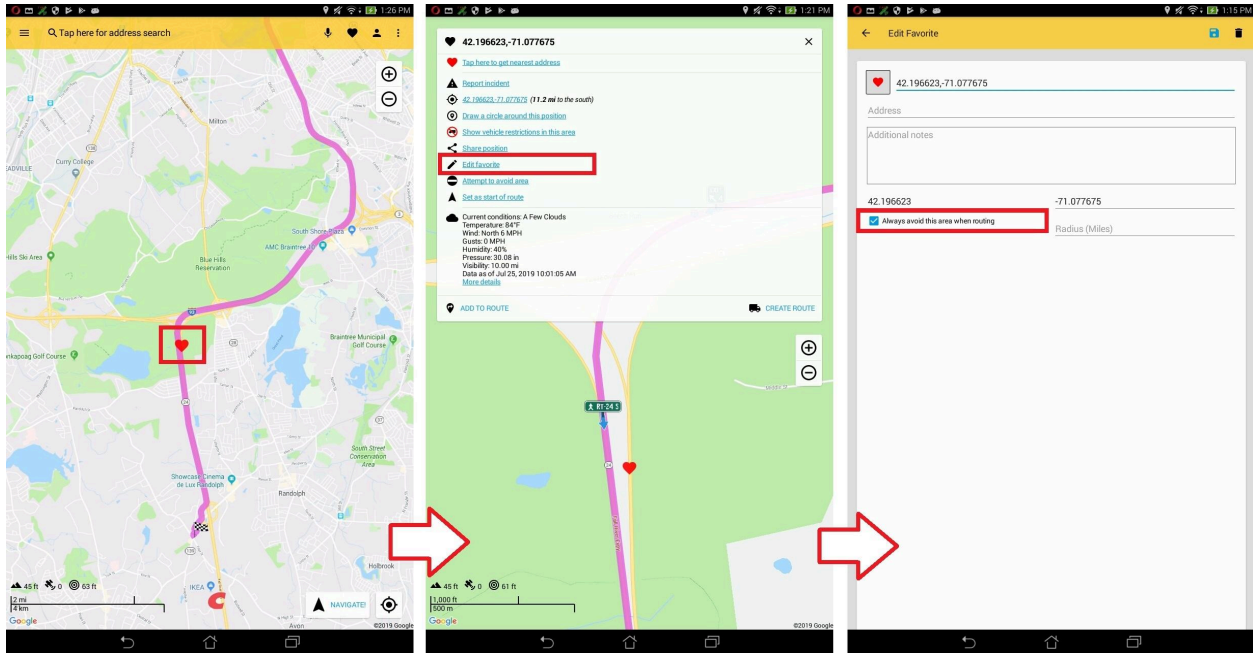 1:26 PM
Tap here for address search
Milton
138
Curry College
EADVILLE
3
South Shore Plaza
AMC Braintree 10
Hills Ski Area
Blue Hills
Reservation
93
Braintree Municipal
Golf Course
28
nkapoag Golf Course
24
37
South Street
Conservation
Area
Showcase Cinema
de Lux Randolph
Randolph
139
Holbrook
45 ft 0 63 ft
IKEA
2 mi
4 km
NAVIGATE!
Google
Avon
©2019 Google
1:21 PM
42.196623,-71.077675
Tap here to get nearest address
Report incident
42.196623,-71.077675 (11.2 mi to the south)
Draw a circle around this position
Show vehicle restrictions in this area
Share position
Edit favorite
Attempt to avoid area
Set as start of route
Current conditions: A Few Clouds
Temperature: 84°F
Wind: North 6 MPH
Gusts: 0 MPH
Humidity: 40%
Pressure: 30.08 in
Visibility: 10.00 mi
Data as of Jul 25, 2019 10:01:05 AM
More details
ADD TO ROUTE
CREATE ROUTE
RT-24 S
24
45 ft 0 61 ft
1,000 ft
500 m
Google
©2019 Google
1:15 PM
Edit Favorite
42.196623,-71.077675
Address
Additional notes
42.196623
-71.077675
Always avoid this area when routing
Radius (Miles)